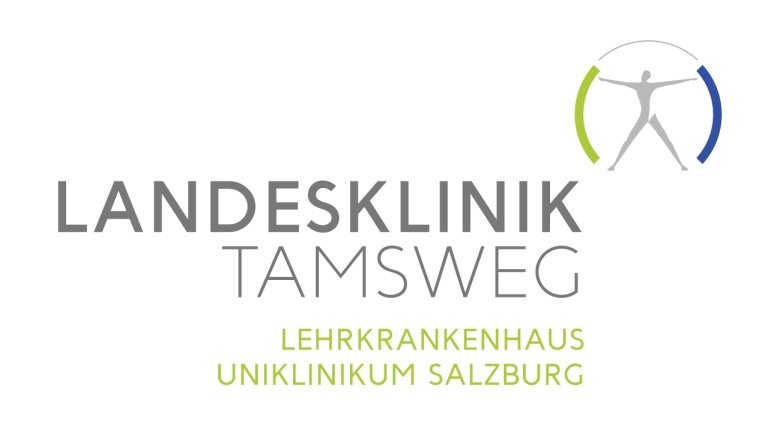 LANDESKLINIK
TAMSWEG
LEHRKRANKENHAUS
UNIKLINIKUM SALZBURG